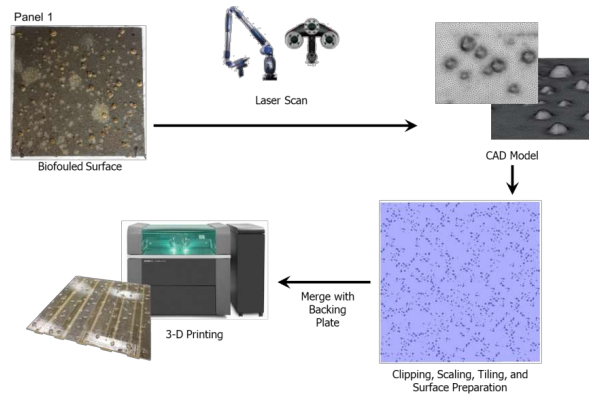 Panel 1
Biofouled Surface
Laser Scan
CAD Model
Clipping, Scaling, Tiling, and
Surface Preparation
Merge with
Backing
Plate
3-D Printing